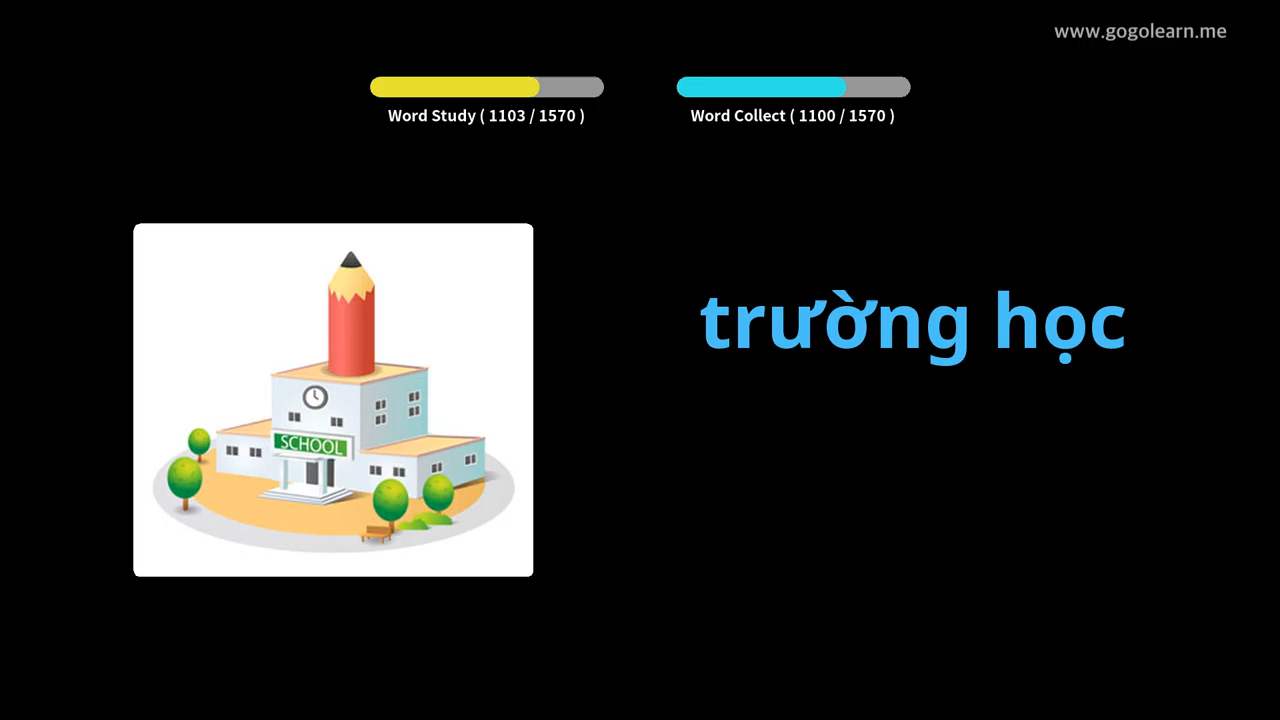 www.gogolearn.me
Word Study ( 1103 / 1570 )
Word Collect ( 1100 / 1570 )
trường học
SCHOOL